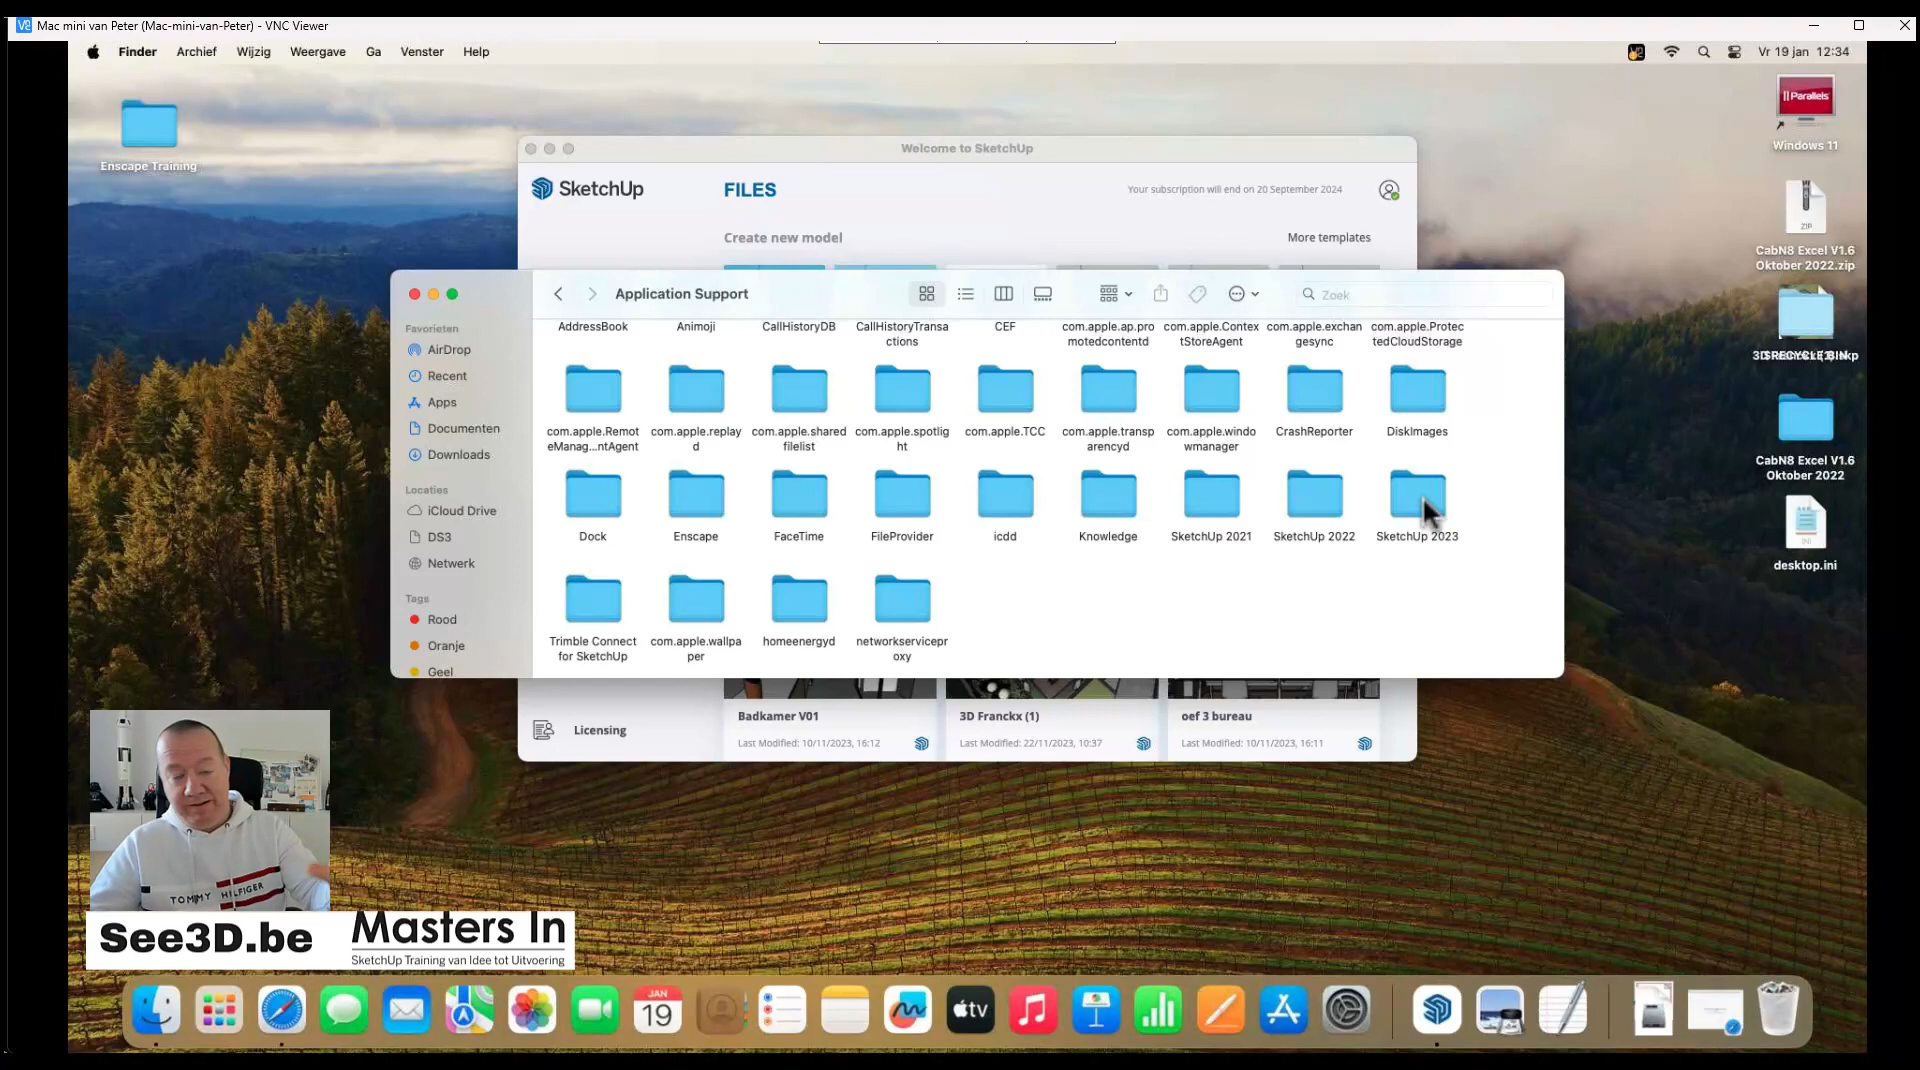 Mac mini van Peter (Mac-mini-van-Peter) - VNC Viewer
Finder Archief Wijzig Weergave Ga Venster Help
Vr 19 jan 12:34
Enscape Training
Parallels
Windows 11
ZIP
CabN8 Excel V1.6
Oktober 2022.zip
CabN8 Excel V1.6
Oktober 2022
INI
desktop.ini
Welcome to SketchUp
SketchUp
FILES
Your subscription will end on 20 September 2024
Create new model
More templates
Application Support
Zoek
Favorieten
AirDrop
Recent
Apps
Documenten
Downloads
Locaties
iCloud Drive
DS3
Netwerk
Tags
Rood
Oranje
Geel
AddressBook
Animoji
CallHistoryDB
CallHistoryTransa
ctions
CEF
com.apple.ap.pro
motedcontentd
com.apple.Contex
tStoreAgent
com.apple.exchan
gesync
com.apple.Protec
tedCloudStorage
com.apple.Remot
eManag...ntAgent
com.apple.replay
d
com.apple.shared
filelist
com.apple.spotlig
ht
com.apple.TCC
com.apple.transp
arencyd
com.apple.windo
wmanager
CrashReporter
DiskImages
Dock
Enscape
FaceTime
FileProvider
icdd
Knowledge
SketchUp 2021
SketchUp 2022
SketchUp 2023
Trimble Connect
for SketchUp
com.apple.wallpa
per
homeenergyd
networkservicepr
oxy
Licensing
Badkamer V01
Last Modified: 10/11/2023, 16:12
3D Franckx (1)
Last Modified: 22/11/2023, 10:37
oef 3 bureau
Last Modified: 10/11/2023, 16:11
TOMMY HILFIGER
See3D.be
Masters In
SketchUp Training van Idee tot Uitvoering
JAN
19
tv